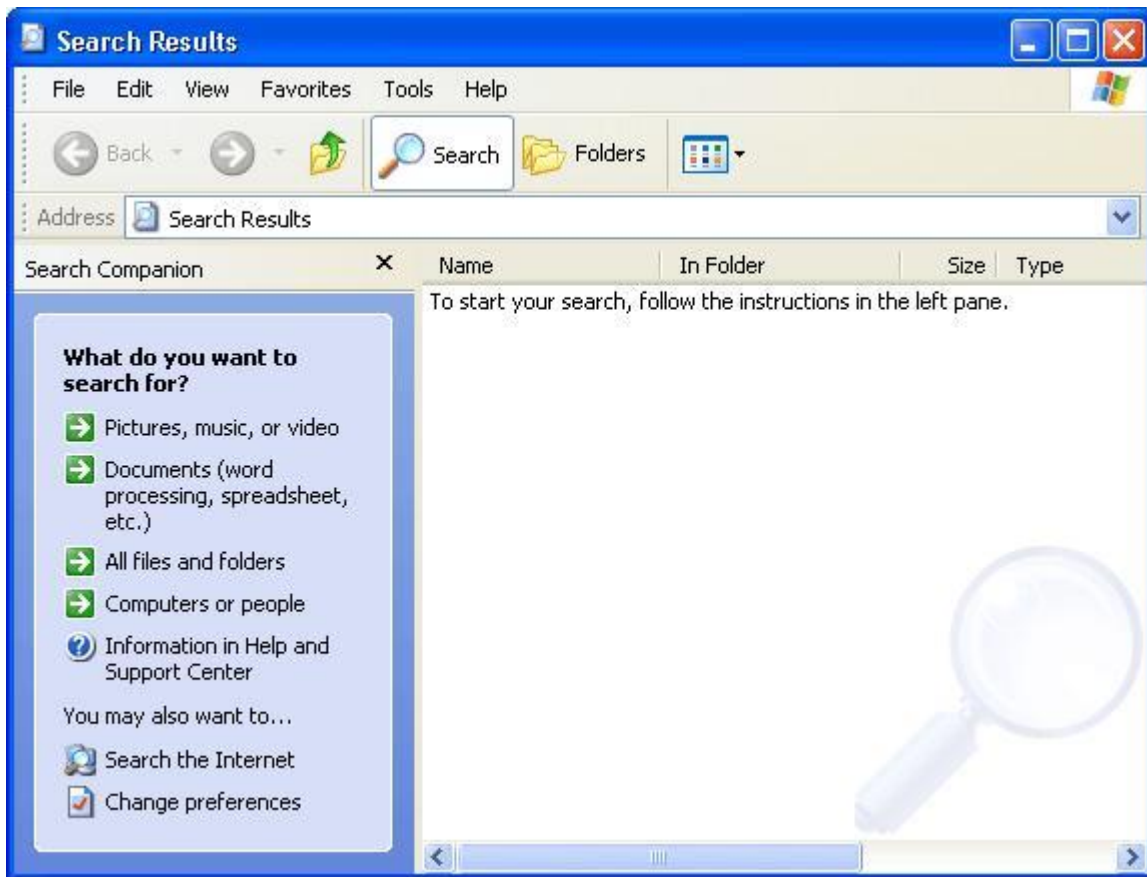 Search Results
File Edit View Favorites Tools Help
Back Search Folders
Address Search Results
Search Companion
Name In Folder Size Type
To start your search, follow the instructions in the left pane.
What do you want to
search for?
Pictures, music, or video
Documents (word
processing, spreadsheet,
etc.)
All files and folders
Computers or people
Information in Help and
Support Center
You may also want to...
Search the Internet
Change preferences